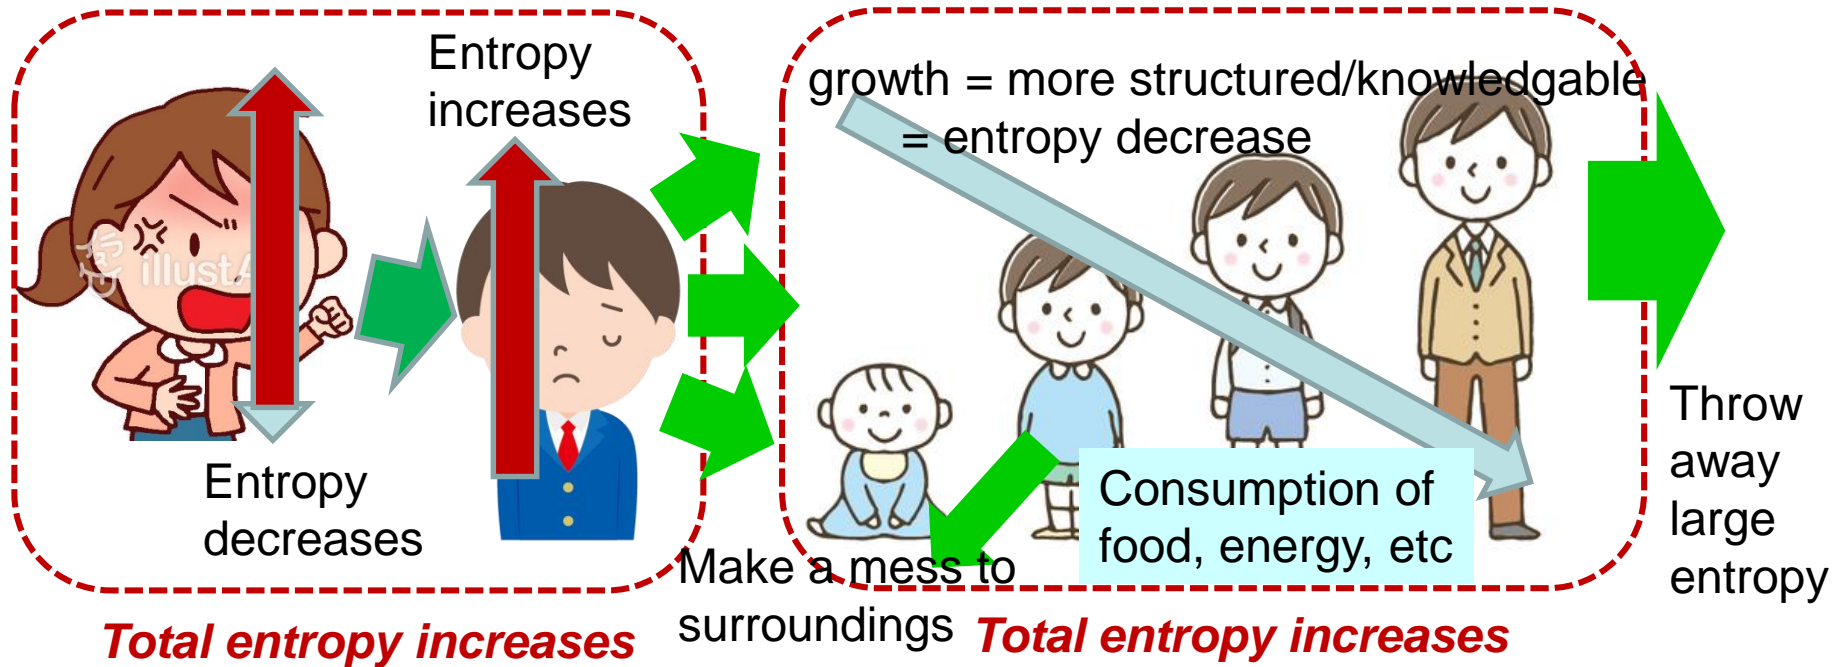 Entropy
increases
Entropy
decreases
Total entropy increases
growth = more structured/knowledgable
= entropy decrease
Consumption of
food, energy, etc
Make a mess to
surroundings
Total entropy increases
Throw
away
large
entropy